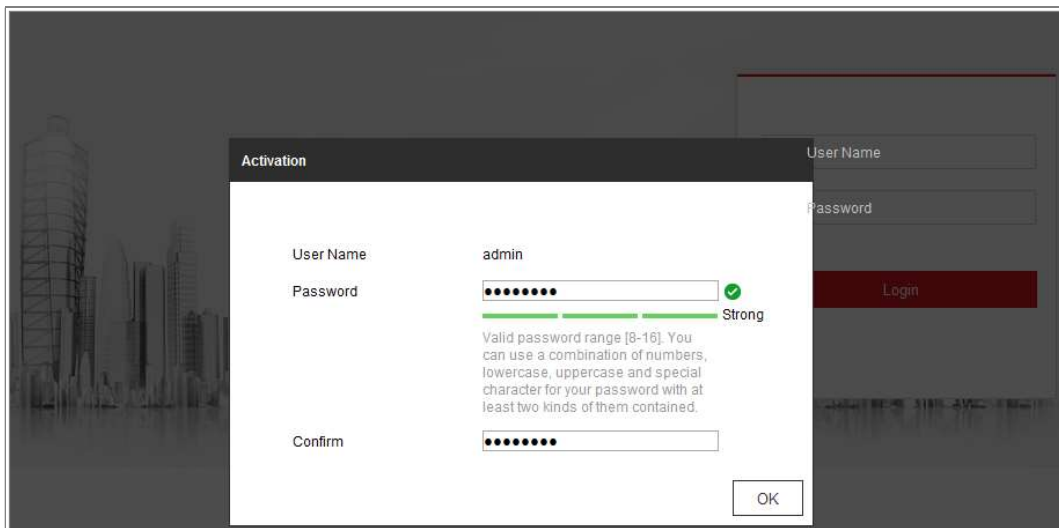 Activation
User Name
Password
Login
User Name admin
Password ●●●●●●●●
Strong
Valid password range [8-16]. You
can use a combination of numbers,
lowercase, uppercase and special
character for your password with at
least two kinds of them contained.
Confirm ●●●●●●●●
OK